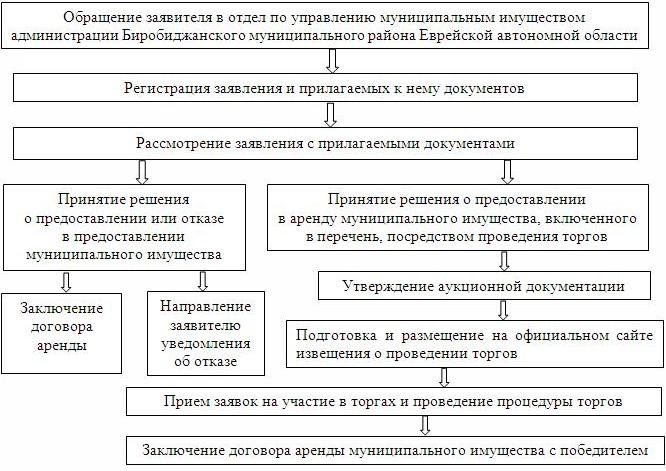 Обращение заявителя в отдел по управлению муниципальным имуществом
администрации Биробиджанского муниципального района Еврейской автономной области
Регистрация заявления и прилагаемых к нему документов
Рассмотрение заявления с прилагаемыми документами
Принятие решения
о предоставлении или отказе
в предоставлении
муниципального имущества
Принятие решения о предоставлении
в аренду муниципального имущества, включенного
в перечень, посредством проведения торгов
Заключение
договора
аренды
Направление
заявителю
уведомления
об отказе
Утверждение аукционной документации
Подготовка и размещение на официальном сайте
извещения о проведении торгов
Прием заявок на участие в торгах и проведение процедуры торгов
Заключение договора аренды муниципального имущества с победителем